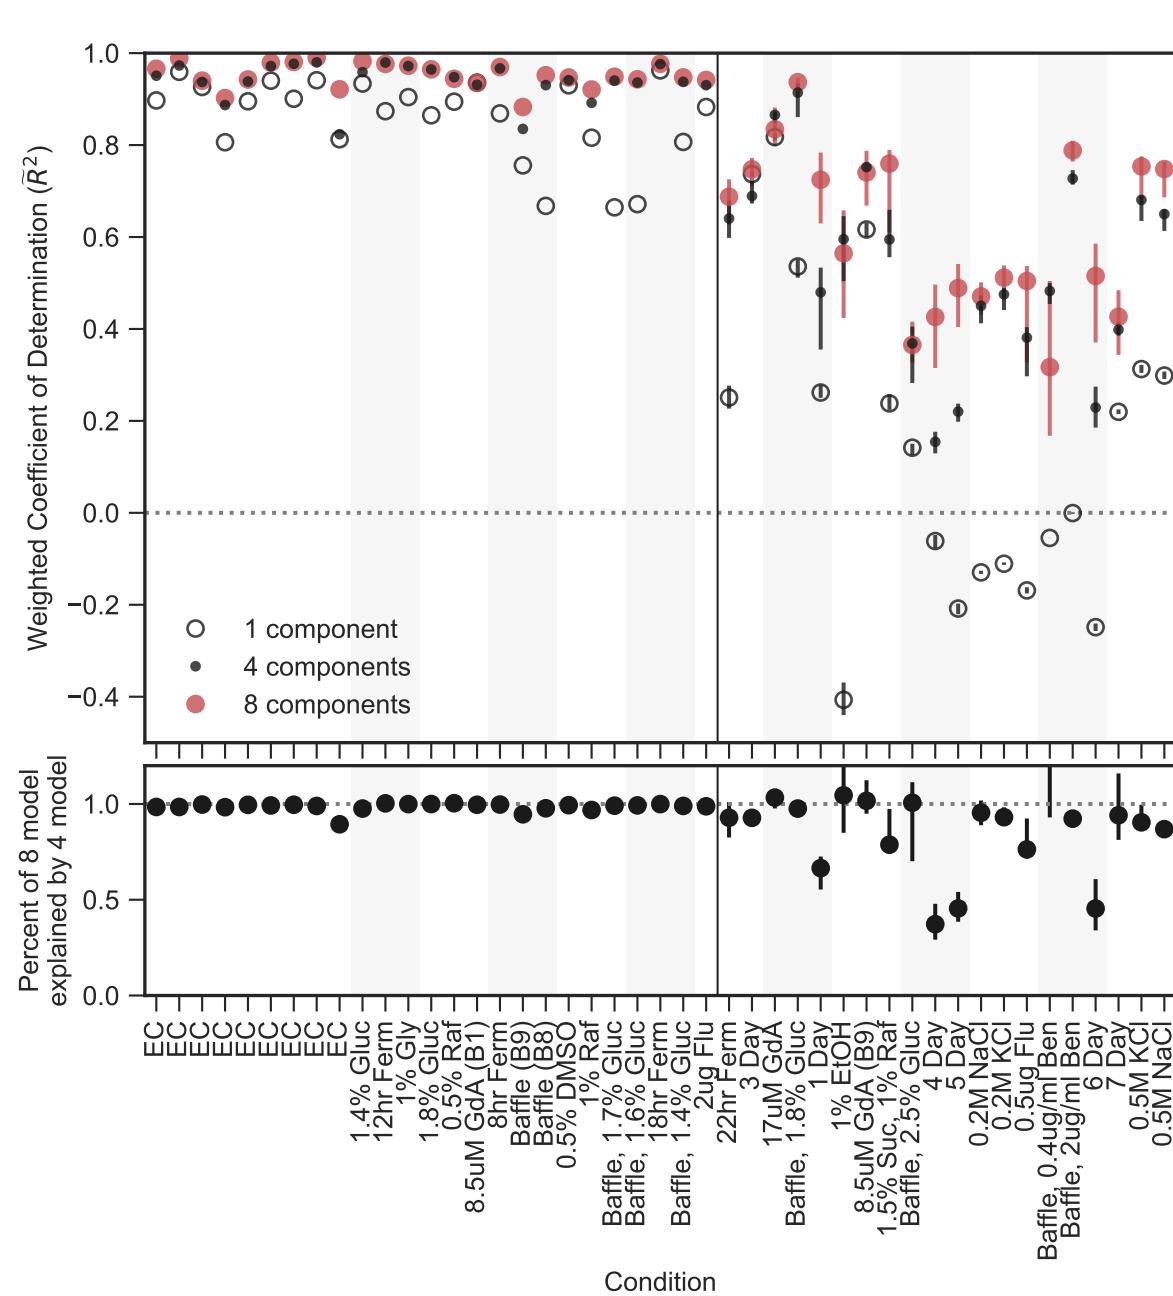 Weighted Coefficient of Determination (R̃²)
1.0
0.8
0.6
0.4
0.2
0.0
−0.2
−0.4
1 component
4 components
8 components
Percent of 8 model
explained by 4 model
1.0
0.5
0.0
EC
EC
EC
EC
EC
EC
EC
EC
EC
1.4% Gluc
12hr Ferm
1% Gly
1.8% Gluc
0.5% Raf
8.5uM GdA (B1)
8hr Ferm
Baffle (B9)
Baffle (B8)
0.5% DMSO
1% Raf
Baffle, 1.7% Gluc
Baffle, 1.6% Gluc
18hr Ferm
Baffle, 1.4% Gluc
2ug Flu
22hr Ferm
3 Day
17uM GdA
Baffle, 1.8% Gluc
1 Day
1% EtOH
8.5uM GdA (B9)
1.5% Suc, 1% Raf
Baffle, 2.5% Gluc
4 Day
5 Day
0.2M NaCl
0.2M KCl
0.5ug Flu
Baffle, 0.4ug/ml Ben
Baffle, 2ug/ml Ben
6 Day
7 Day
0.5M KCl
0.5M NaCl
Condition